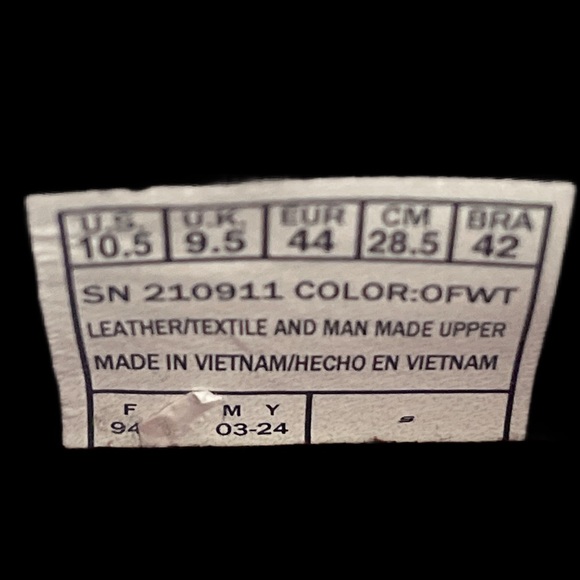 U.S. U.K. EUR CM BRA
10.5 9.5 44 28.5 42
SN 210911 COLOR:OFWT
LEATHER/TEXTILE AND MAN MADE UPPER
MADE IN VIETNAM/HECHO EN VIETNAM
F M Y
94 03-24